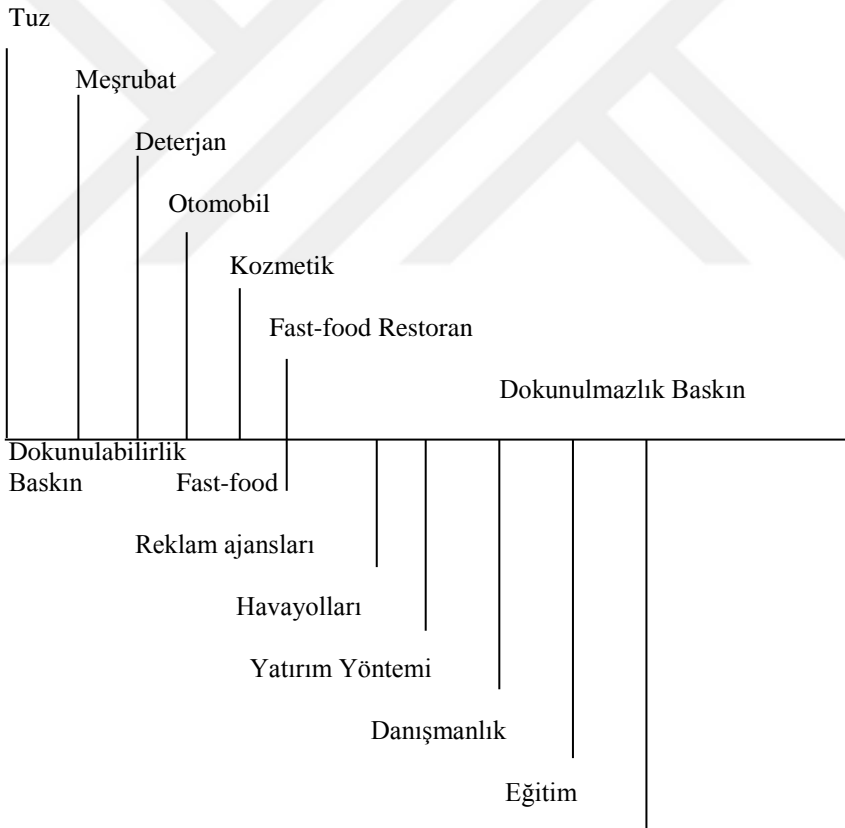 Tuz
Meşrubat
Deterjan
Otomobil
Kozmetik
Fast-food Restoran
Dokunulmazlık Baskın
Dokunulabilirlik
Baskın
Fast-food
Reklam ajansları
Havayolları
Yatırım Yöntemi
Danışmanlık
Eğitim